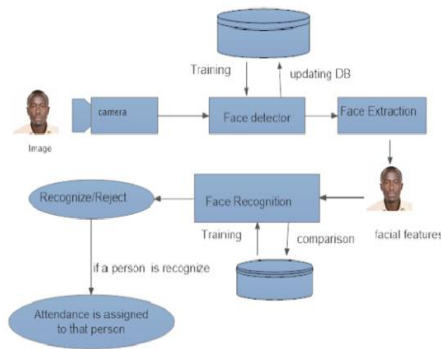 Training
updating DB
camera
Face detector
Face Extraction
Image
Recognize/Reject
Face Recognition
facial features
Training
comparison
if a person is recognize
Attendance is assigned
to that person